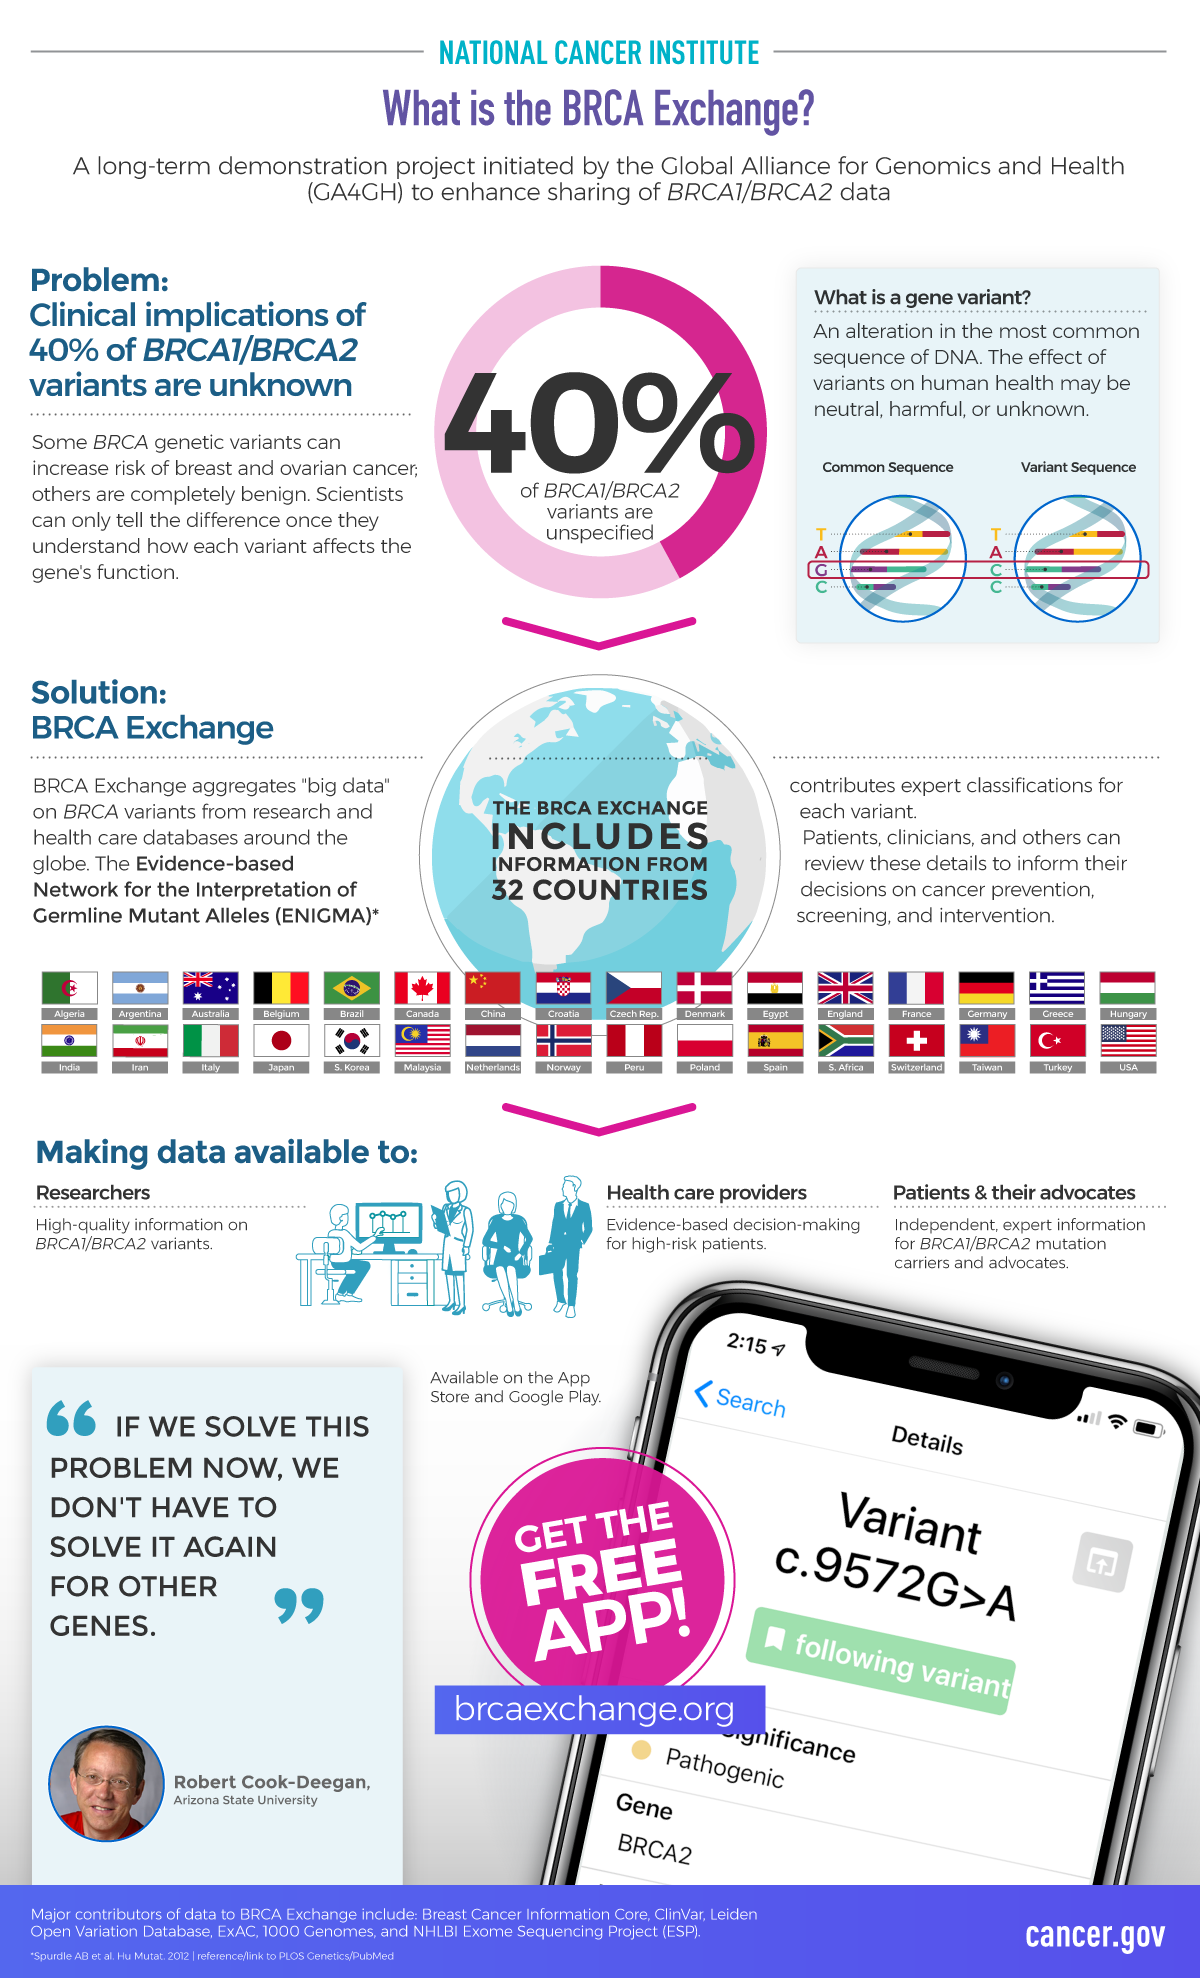 NATIONAL CANCER INSTITUTE
What is the BRCA Exchange?
A long-term demonstration project initiated by the Global Alliance for Genomics and Health
(GA4GH) to enhance sharing of BRCA1/BRCA2 data
Problem:
Clinical implications of
40% of BRCA1/BRCA2
variants are unknown
Some BRCA genetic variants can
increase risk of breast and ovarian cancer;
others are completely benign. Scientists
can only tell the difference once they
understand how each variant affects the
gene's function.
40%
of BRCA1/BRCA2
variants are
unspecified
What is a gene variant?
An alteration in the most common
sequence of DNA. The effect of
variants on human health may be
neutral, harmful, or unknown.
Common Sequence
T
A
G
C
Variant Sequence
T
A
C
C
Solution:
BRCA Exchange
BRCA Exchange aggregates "big data"
on BRCA variants from research and
health care databases around the
globe. The Evidence-based
Network for the Interpretation of
Germline Mutant Alleles (ENIGMA)*
THE BRCA EXCHANGE
INCLUDES
INFORMATION FROM
32 COUNTRIES
contributes expert classifications for
each variant.
Patients, clinicians, and others can
review these details to inform their
decisions on cancer prevention,
screening, and intervention.
Algeria Argentina Australia Belgium Brazil Canada China Croatia Czech Rep. Denmark Egypt England France Germany Greece Hungary
India Iran Italy Japan S. Korea Malaysia Netherlands Norway Peru Poland Spain S. Africa Switzerland Taiwan Turkey USA
Making data available to:
Researchers
High-quality information on
BRCA1/BRCA2 variants.
Health care providers
Evidence-based decision-making
for high-risk patients.
Patients & their advocates
Independent, expert information
for BRCA1/BRCA2 mutation
carriers and advocates.
“ IF WE SOLVE THIS
PROBLEM NOW, WE
DON'T HAVE TO
SOLVE IT AGAIN
FOR OTHER
GENES. ”
Robert Cook-Deegan,
Arizona State University
Available on the App
Store and Google Play.
GET THE
FREE
APP!
brcaexchange.org
2:15
Search
Details
Variant
c.9572G>A
following variant
gnificance
Pathogenic
Gene
BRCA2
Major contributors of data to BRCA Exchange include: Breast Cancer Information Core, ClinVar, Leiden
Open Variation Database, ExAC, 1000 Genomes, and NHLBI Exome Sequencing Project (ESP).
*Spurdle AB et al. Hu Mutat. 2012 | reference/link to PLOS Genetics/PubMed
cancer.gov